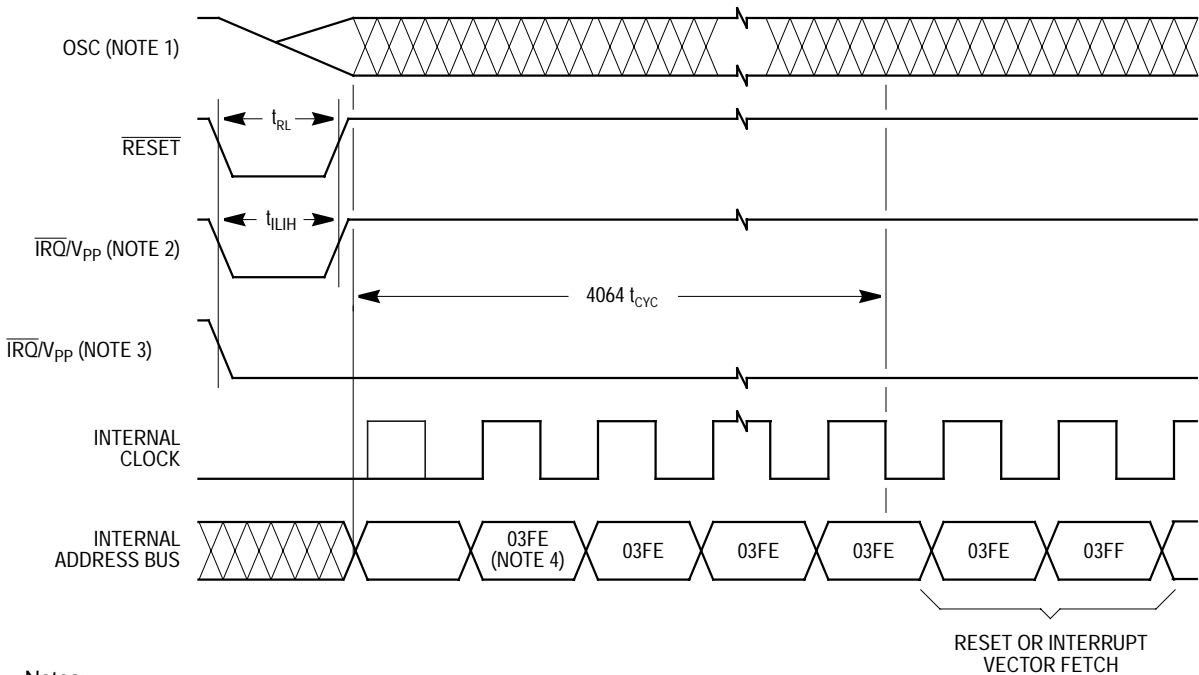 OSC (NOTE 1)
t_RL
RESET
t_ILIH
IRQ/V_PP (NOTE 2)
4064 t_CYC
IRQ/V_PP (NOTE 3)
INTERNAL
CLOCK
INTERNAL
ADDRESS BUS
03FE
(NOTE 4)
03FE
03FE
03FE
03FE
03FF
RESET OR INTERRUPT
VECTOR FETCH
Notes